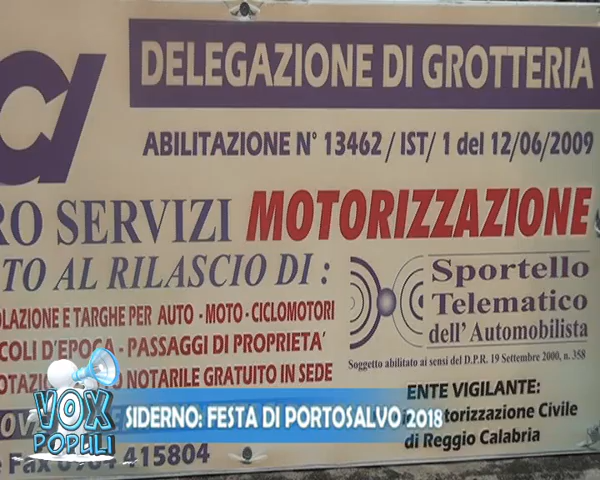 DELEGAZIONE DI GROTTERIA
ABILITAZIONE N° 13462 / IST/ 1 del 12/06/2009
RO SERVIZI MOTORIZZAZIONE
TO AL RILASCIO DI :
OLAZIONE E TARGHE PER AUTO - MOTO - CICLOMOTORI
COLI D'EPOCA - PASSAGGI DI PROPRIETA'
NOTARILE GRATUITO IN SEDE
Sportello
Telematico
dell'Automobilista
Soggetto abilitato ai sensi del D.P.R. 19 Settembre 2000, n. 358
ENTE VIGILANTE:
Motorizzazione Civile
di Reggio Calabria
Fax 0964 415804
VOX
POPULI
SIDERNO: FESTA DI PORTOSALVO 2018